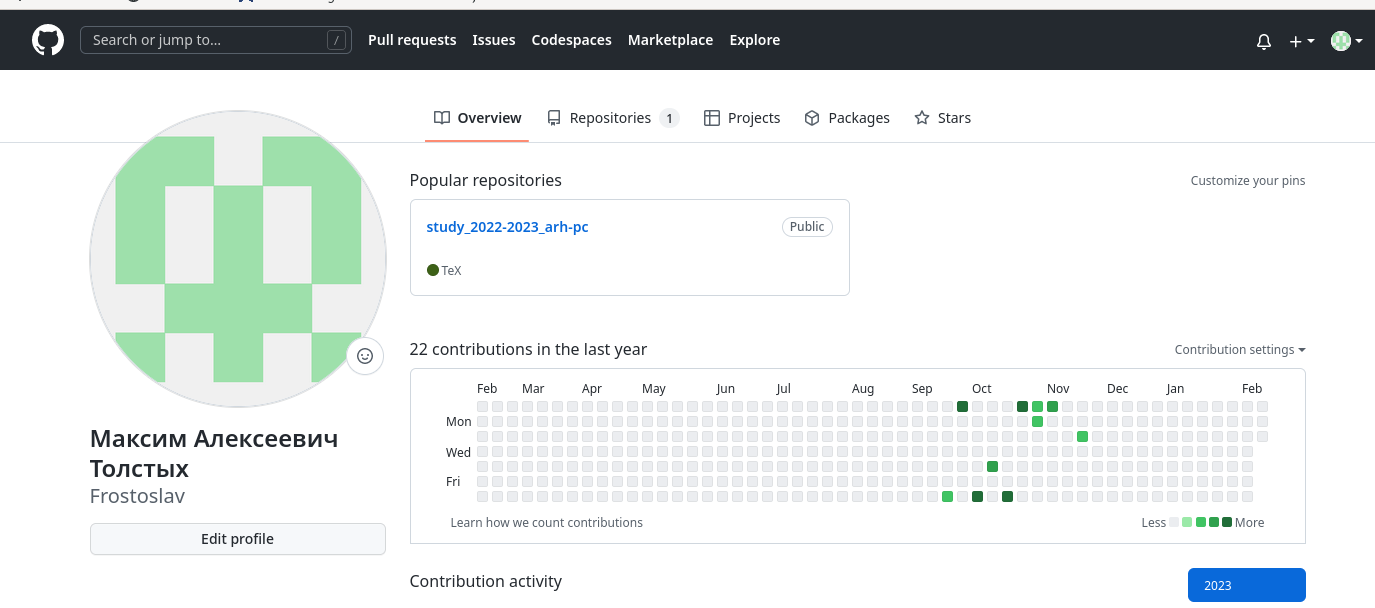 Search or jump to... / Pull requests Issues Codespaces Marketplace Explore
Overview Repositories 1 Projects Packages Stars
Popular repositories Customize your pins
study_2022-2023_arh-pc Public
TeX
22 contributions in the last year Contribution settings
Feb Mar Apr May Jun Jul Aug Sep Oct Nov Dec Jan Feb
Mon
Wed
Fri
Learn how we count contributions Less More
Максим Алексеевич
Толстых
Frostoslav
Edit profile
Contribution activity 2023